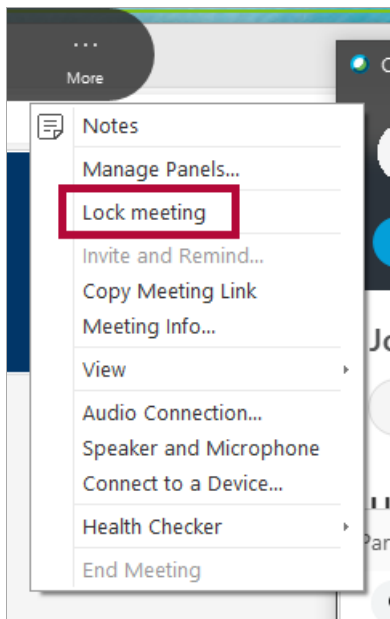 ...
More
Notes
Manage Panels...
Lock meeting
Invite and Remind...
Copy Meeting Link
Meeting Info...
View
Audio Connection...
Speaker and Microphone
Connect to a Device...
Health Checker
End Meeting